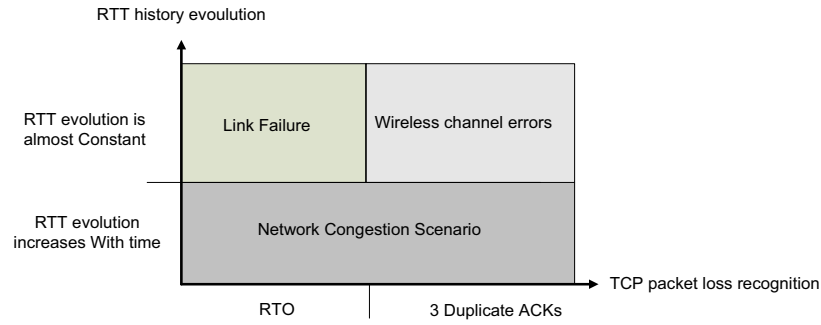 RTT history evoulution
RTT evolution is
almost Constant
Link Failure
Wireless channel errors
RTT evolution
increases With time
Network Congestion Scenario
TCP packet loss recognition
RTO
3 Duplicate ACKs